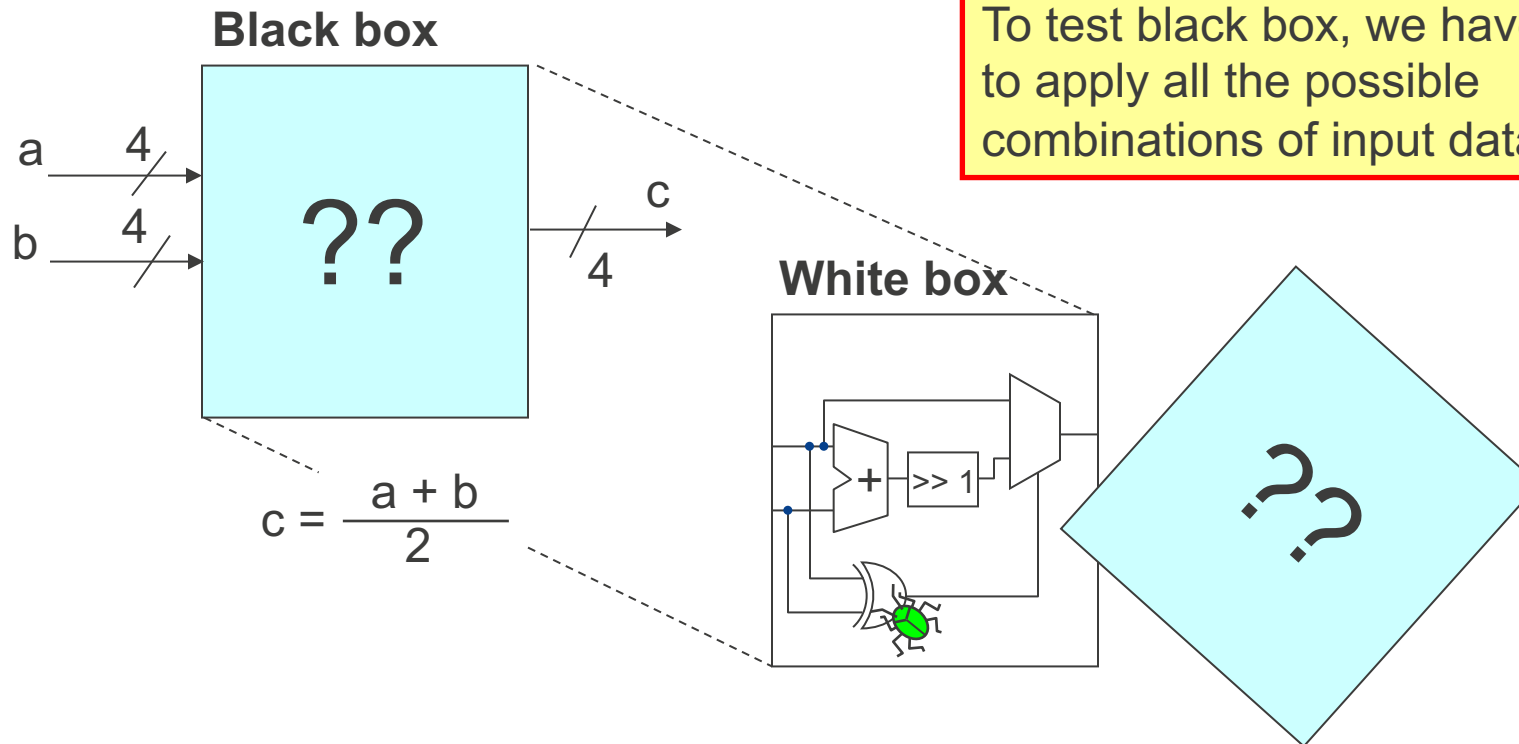 Black box
To test black box, we hav
to apply all the possible
combinations of input data
a
4
b
4
??
c
4
White box
+
>> 1
??
c = a + b
2